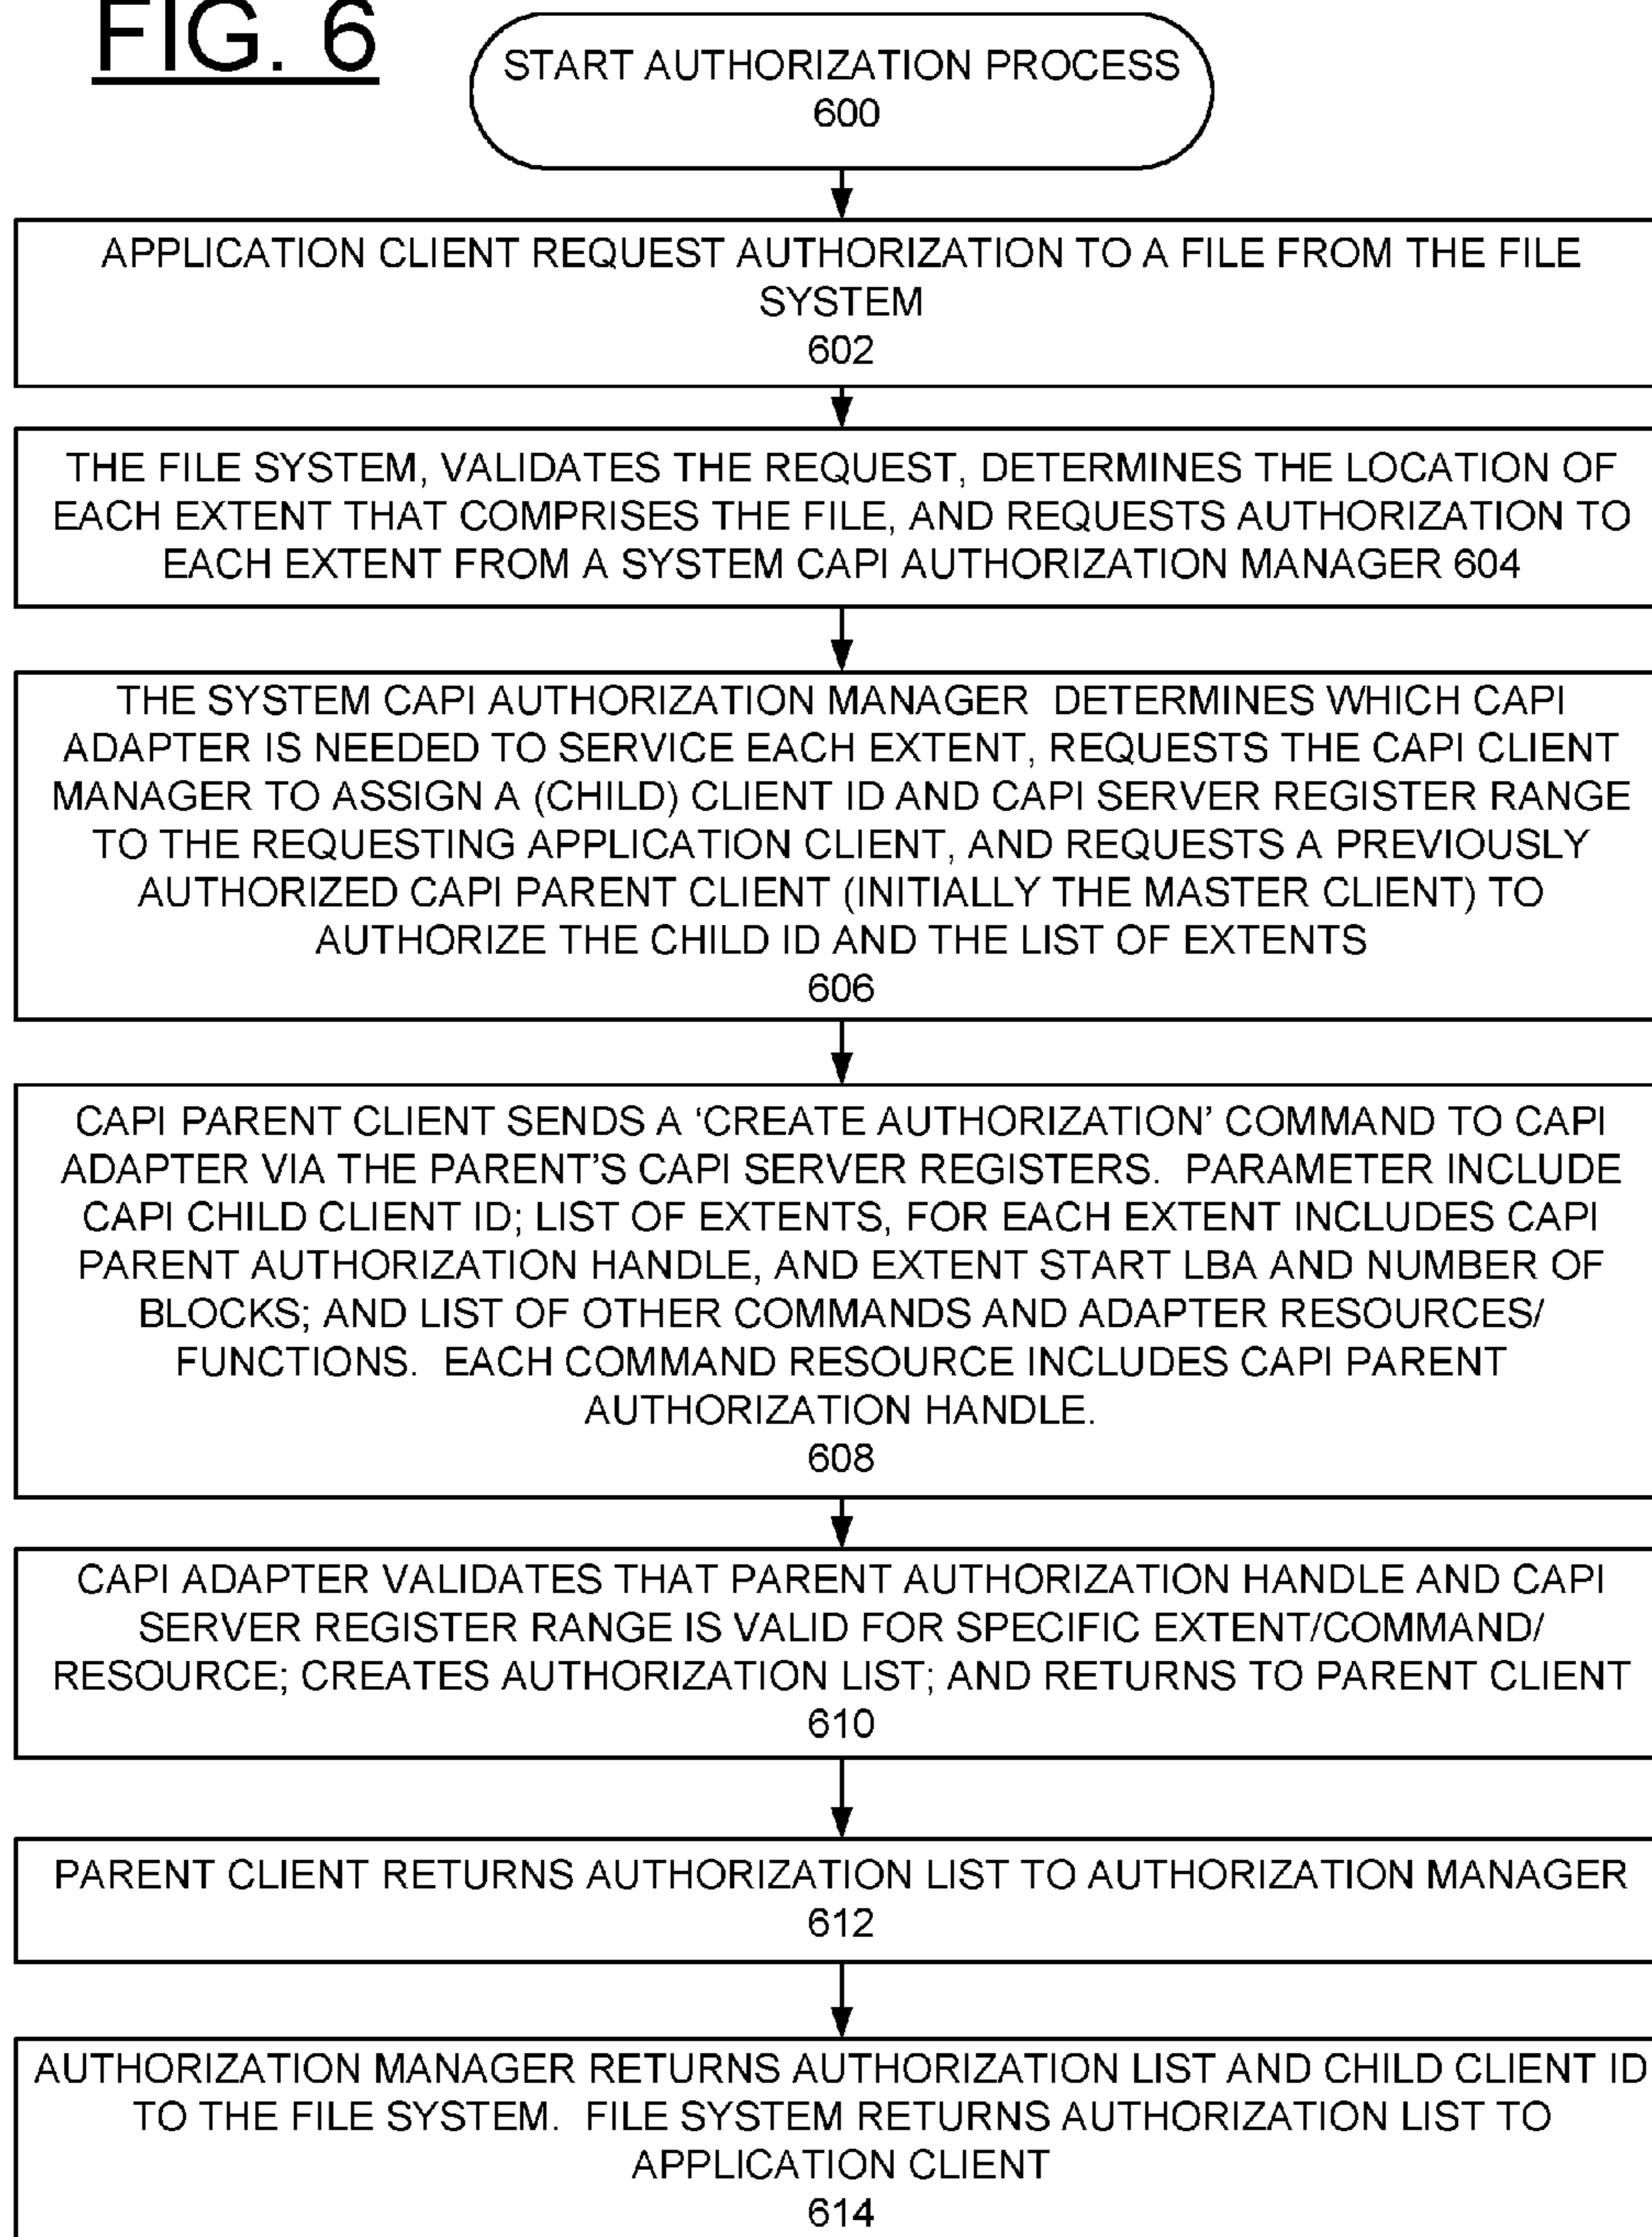 FIG. 6
START AUTHORIZATION PROCESS
600
APPLICATION CLIENT REQUEST AUTHORIZATION TO A FILE FROM THE FILE
SYSTEM
602
THE FILE SYSTEM, VALIDATES THE REQUEST, DETERMINES THE LOCATION OF
EACH EXTENT THAT COMPRISES THE FILE, AND REQUESTS AUTHORIZATION TO
EACH EXTENT FROM A SYSTEM CAPI AUTHORIZATION MANAGER 604
THE SYSTEM CAPI AUTHORIZATION MANAGER DETERMINES WHICH CAPI
ADAPTER IS NEEDED TO SERVICE EACH EXTENT, REQUESTS THE CAPI CLIENT
MANAGER TO ASSIGN A (CHILD) CLIENT ID AND CAPI SERVER REGISTER RANGE
TO THE REQUESTING APPLICATION CLIENT, AND REQUESTS A PREVIOUSLY
AUTHORIZED CAPI PARENT CLIENT (INITIALLY THE MASTER CLIENT) TO
AUTHORIZE THE CHILD ID AND THE LIST OF EXTENTS
606
CAPI PARENT CLIENT SENDS A ‘CREATE AUTHORIZATION’ COMMAND TO CAPI
ADAPTER VIA THE PARENT’S CAPI SERVER REGISTERS. PARAMETER INCLUDE
CAPI CHILD CLIENT ID; LIST OF EXTENTS, FOR EACH EXTENT INCLUDES CAPI
PARENT AUTHORIZATION HANDLE, AND EXTENT START LBA AND NUMBER OF
BLOCKS; AND LIST OF OTHER COMMANDS AND ADAPTER RESOURCES/
FUNCTIONS. EACH COMMAND RESOURCE INCLUDES CAPI PARENT
AUTHORIZATION HANDLE.
608
CAPI ADAPTER VALIDATES THAT PARENT AUTHORIZATION HANDLE AND CAPI
SERVER REGISTER RANGE IS VALID FOR SPECIFIC EXTENT/COMMAND/
RESOURCE; CREATES AUTHORIZATION LIST; AND RETURNS TO PARENT CLIENT
610
PARENT CLIENT RETURNS AUTHORIZATION LIST TO AUTHORIZATION MANAGER
612
AUTHORIZATION MANAGER RETURNS AUTHORIZATION LIST AND CHILD CLIENT ID
TO THE FILE SYSTEM. FILE SYSTEM RETURNS AUTHORIZATION LIST TO
APPLICATION CLIENT
614